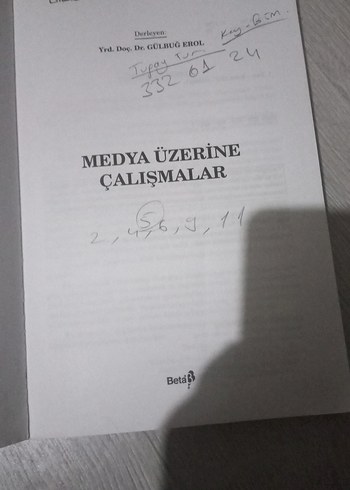 Derleyen:
Yrd. Doç. Dr. GÜLBUĞ EROL
332 61 24
MEDYA ÜZERİNE
ÇALIŞMALAR
5
2, 4, 6, 9, 11
Beta